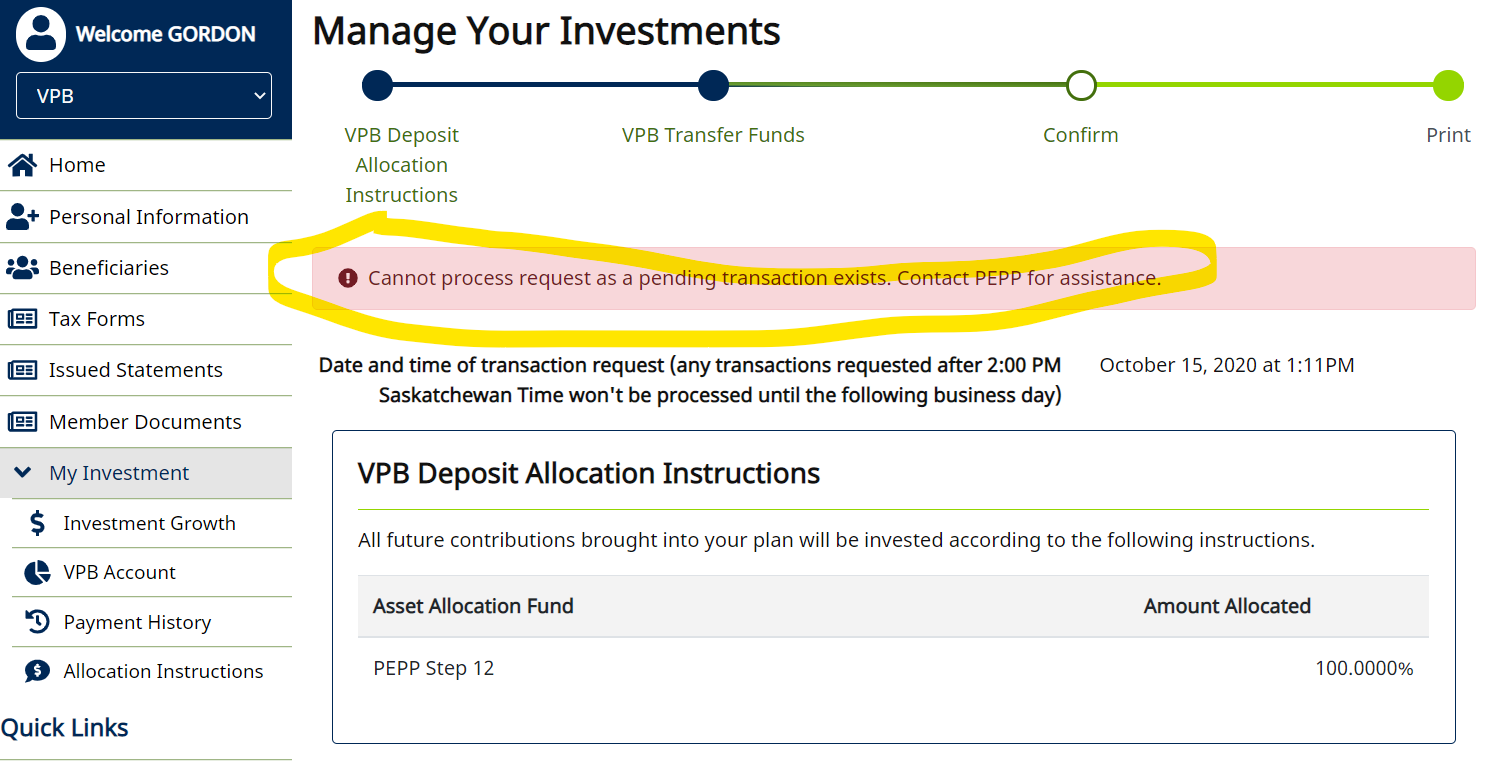 Welcome GORDON
VPB
Home
Personal Information
Beneficiaries
Tax Forms
Issued Statements
Member Documents
My Investment
Investment Growth
VPB Account
Payment History
Allocation Instructions
Quick Links
Manage Your Investments
VPB Deposit
Allocation
Instructions
VPB Transfer Funds
Confirm
Print
Cannot process request as a pending transaction exists. Contact PEPP for assistance.
Date and time of transaction request (any transactions requested after 2:00 PM
Saskatchewan Time won't be processed until the following business day)
October 15, 2020 at 1:11PM
VPB Deposit Allocation Instructions
All future contributions brought into your plan will be invested according to the following instructions.
Asset Allocation Fund Amount Allocated
PEPP Step 12 100.0000%